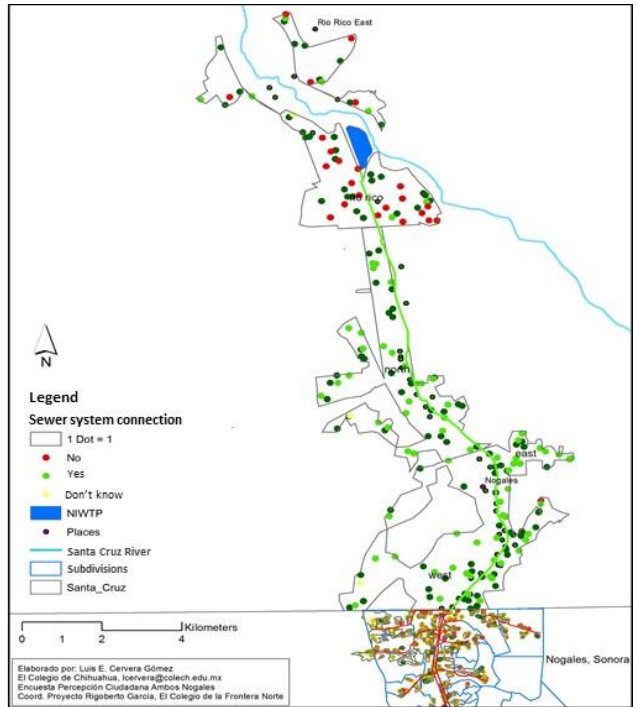 Rio Rico East
rio rico
north
east
Nogales
west
N
Legend
Sewer system connection
1 Dot = 1
No
Yes
Don't know
NIWTP
Places
Santa Cruz River
Subdivisions
Santa_Cruz
Kilometers
0 1 2 4
Nogales, Sonora
Elaborado por: Luis E. Cervera Gómez
El Colegio de Chihuahua, lcervera@colech.edu.mx
Encuesta Percepción Ciudadana Ambos Nogales
Coord. Proyecto Rigoberto García, El Colegio de la Frontera Norte